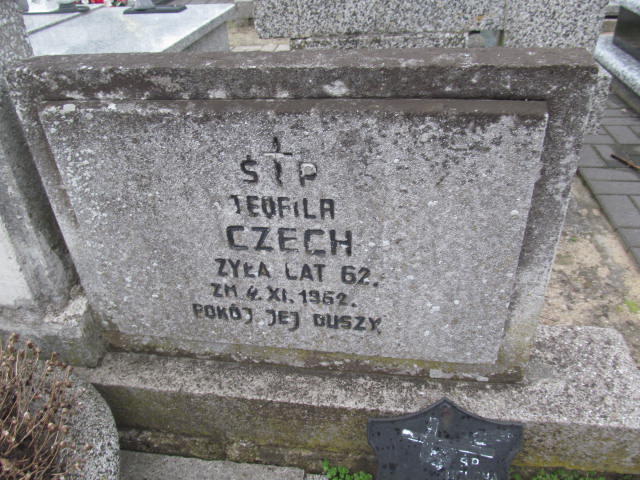 Ś✝P
TEOFILA
CZECH
ŻYŁA LAT 62.
ZM 4. XI. 1962.
POKÓJ JEJ DUSZY.
ŚP